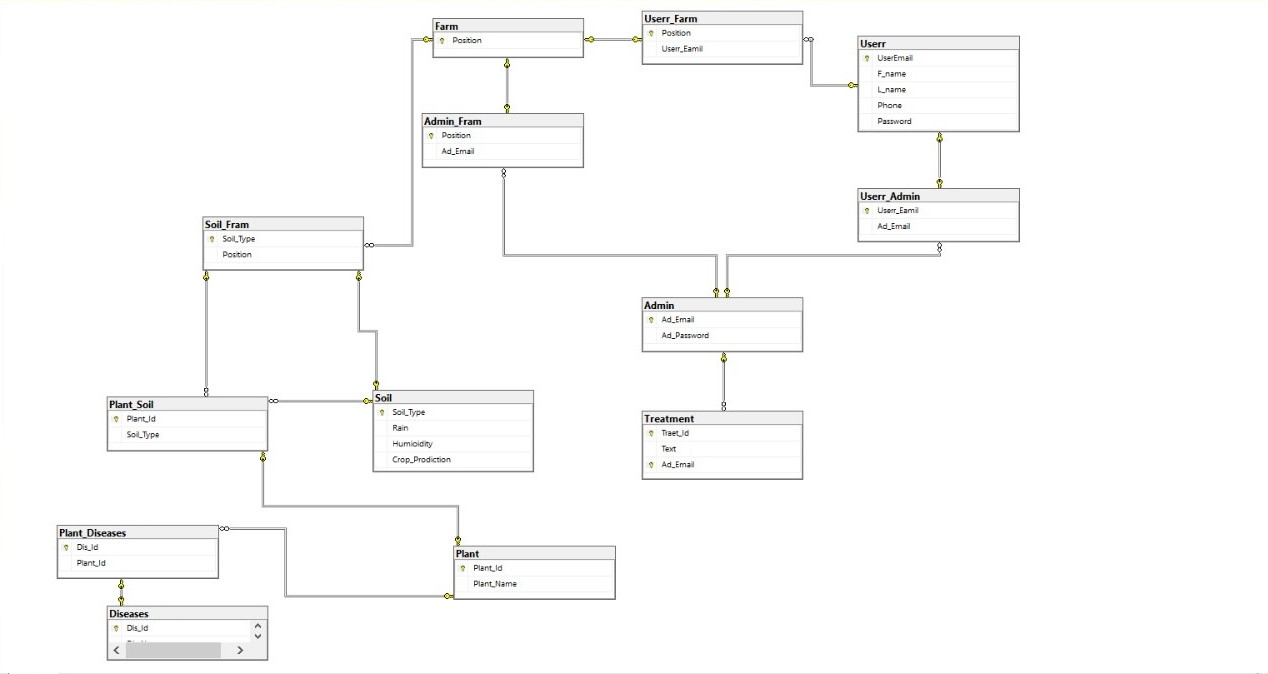 Farm
Position
Userr_Farm
Position
Userr_Eamil
Userr
UserEmail
F_name
L_name
Phone
Password
Admin_Fram
Position
Ad_Email
Userr_Admin
Userr_Eamil
Ad_Email
Soil_Fram
Soil_Type
Position
Admin
Ad_Email
Ad_Password
Plant_Soil
Plant_Id
Soil_Type
Soil
Soil_Type
Rain
Humioidity
Crop_Prodiction
Treatment
Traet_Id
Text
Ad_Email
Plant_Diseases
Dis_Id
Plant_Id
Plant
Plant_Id
Plant_Name
Diseases
Dis_Id